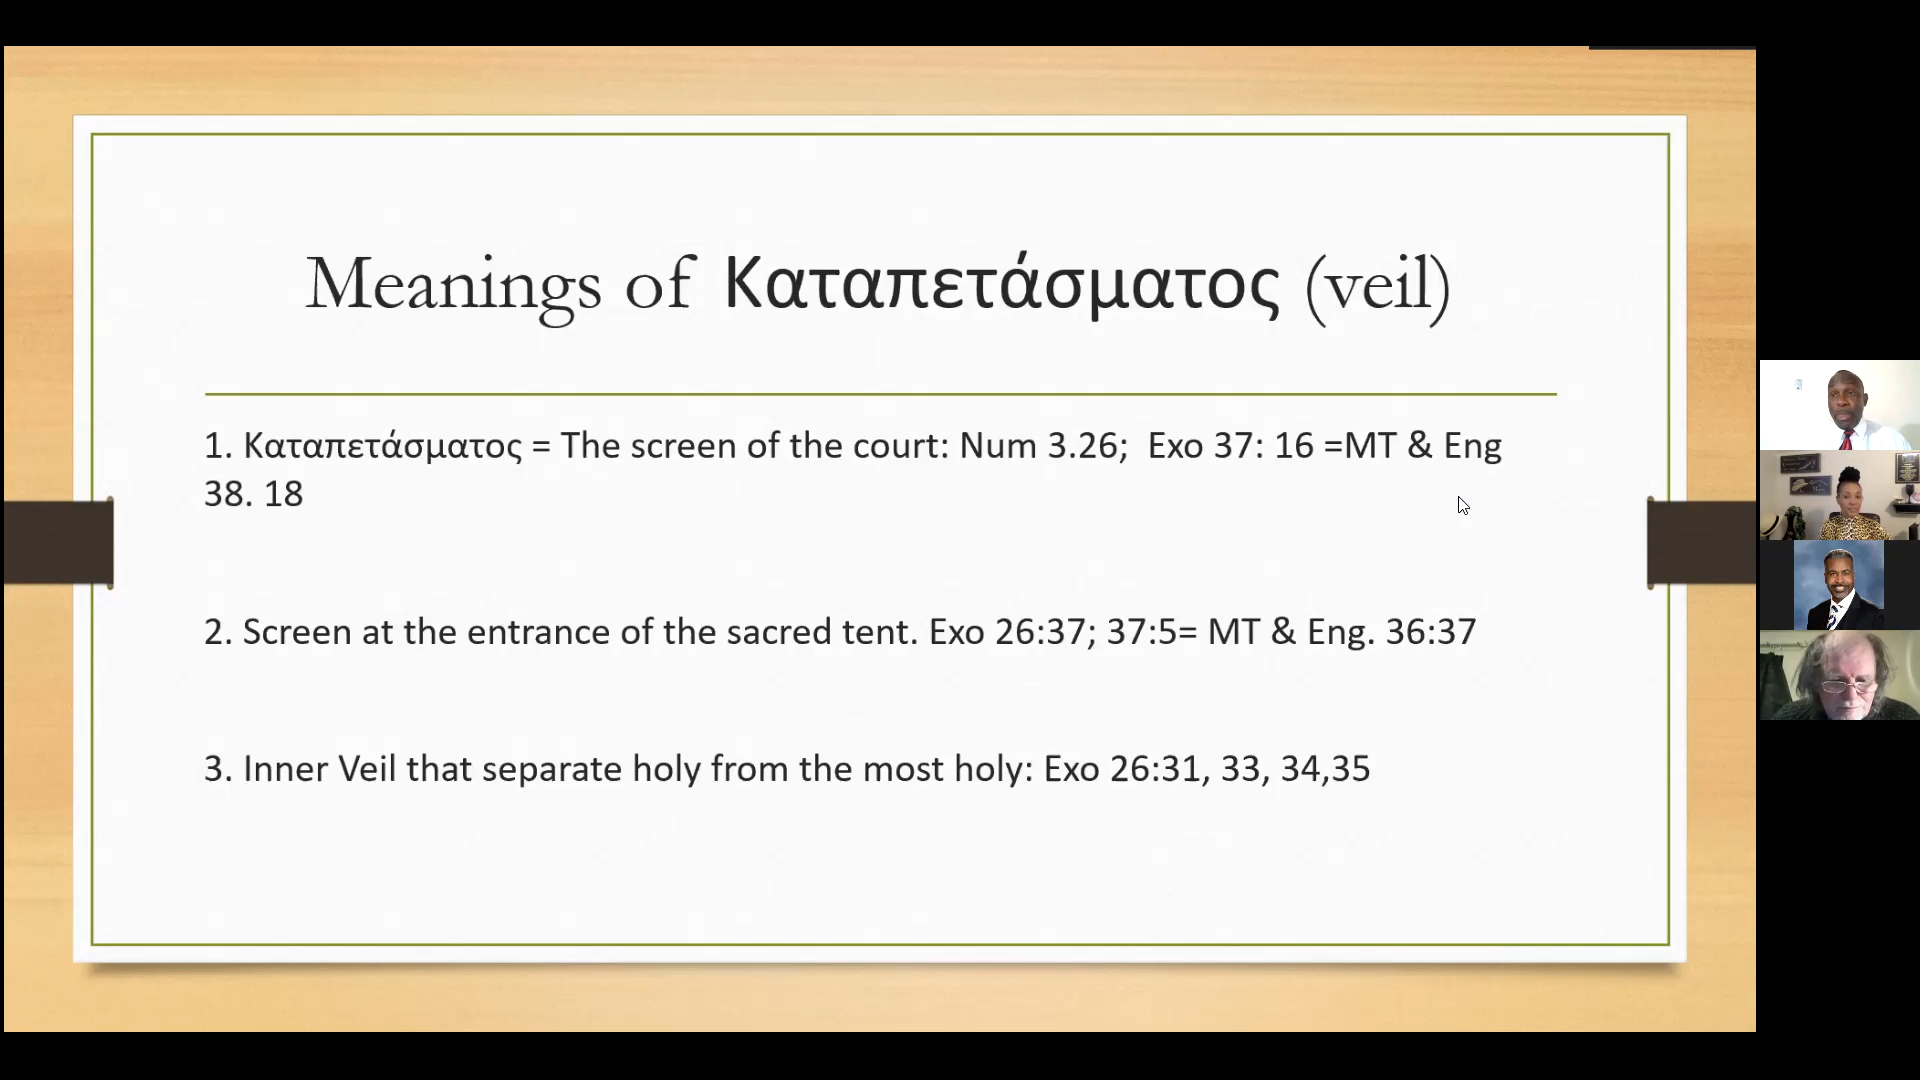 Meanings of Καταπετάσματος (veil)
1. Καταπετάσματος = The screen of the court: Num 3.26;  Exo 37: 16 =MT & Eng
38. 18
2. Screen at the entrance of the sacred tent. Exo 26:37; 37:5= MT & Eng. 36:37
3. Inner Veil that separate holy from the most holy: Exo 26:31, 33, 34,35